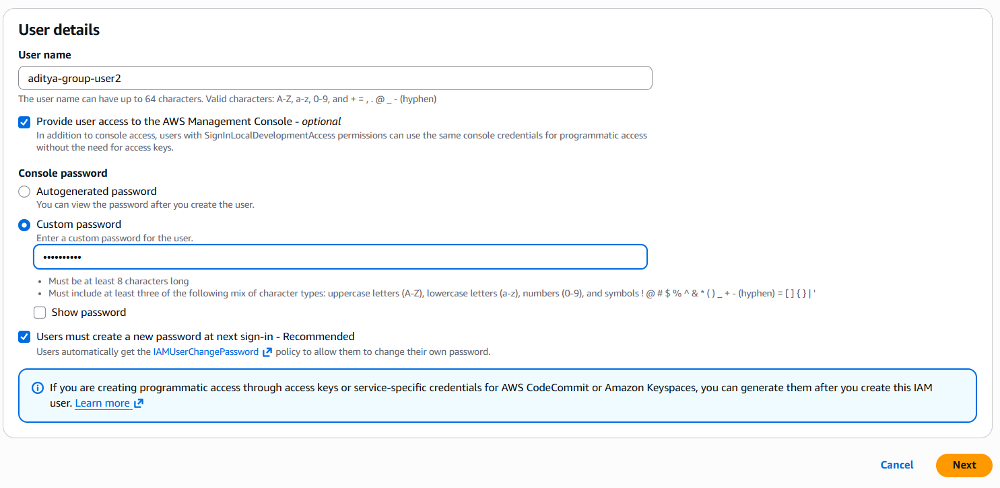 User details
User name
aditya-group-user2
The user name can have up to 64 characters. Valid characters: A-Z, a-z, 0-9, and + = , . @ _ - (hyphen)
Provide user access to the AWS Management Console - optional
In addition to console access, users with SignInLocalDevelopmentAccess permissions can use the same console credentials for programmatic access
without the need for access keys.
Console password
Autogenerated password
You can view the password after you create the user.
Custom password
Enter a custom password for the user.
••••••••••
• Must be at least 8 characters long
• Must include at least three of the following mix of character types: uppercase letters (A-Z), lowercase letters (a-z), numbers (0-9), and symbols ! @ # $ % ^ & * ( ) _ + - (hyphen) = [ ] { } | '
Show password
Users must create a new password at next sign-in - Recommended
Users automatically get the IAMUserChangePassword policy to allow them to change their own password.
If you are creating programmatic access through access keys or service-specific credentials for AWS CodeCommit or Amazon Keyspaces, you can generate them after you create this IAM
user. Learn more
Cancel
Next